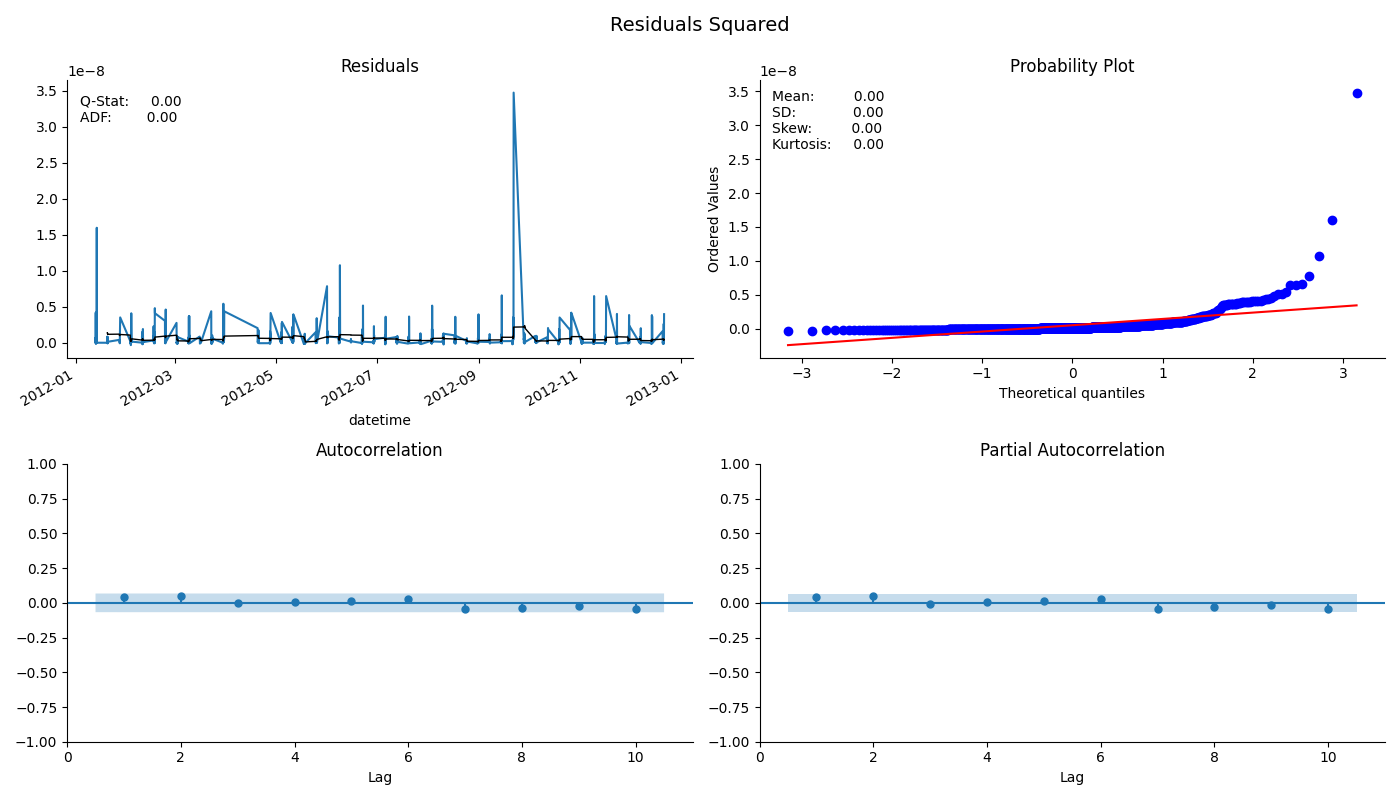 Residuals Squared
Residuals
1e−8
Q-Stat: 0.00
ADF: 0.00
3.5
3.0
2.5
2.0
1.5
1.0
0.5
0.0
2012-01
2012-03
2012-05
2012-07
2012-09
2012-11
2013-01
datetime
Probability Plot
1e−8
Mean: 0.00
SD: 0.00
Skew: 0.00
Kurtosis: 0.00
Ordered Values
3.5
3.0
2.5
2.0
1.5
1.0
0.5
0.0
−3 −2 −1 0 1 2 3
Theoretical quantiles
Autocorrelation
1.00
0.75
0.50
0.25
0.00
−0.25
−0.50
−0.75
−1.00
0 2 4 6 8 10
Lag
Partial Autocorrelation
1.00
0.75
0.50
0.25
0.00
−0.25
−0.50
−0.75
−1.00
0 2 4 6 8 10
Lag